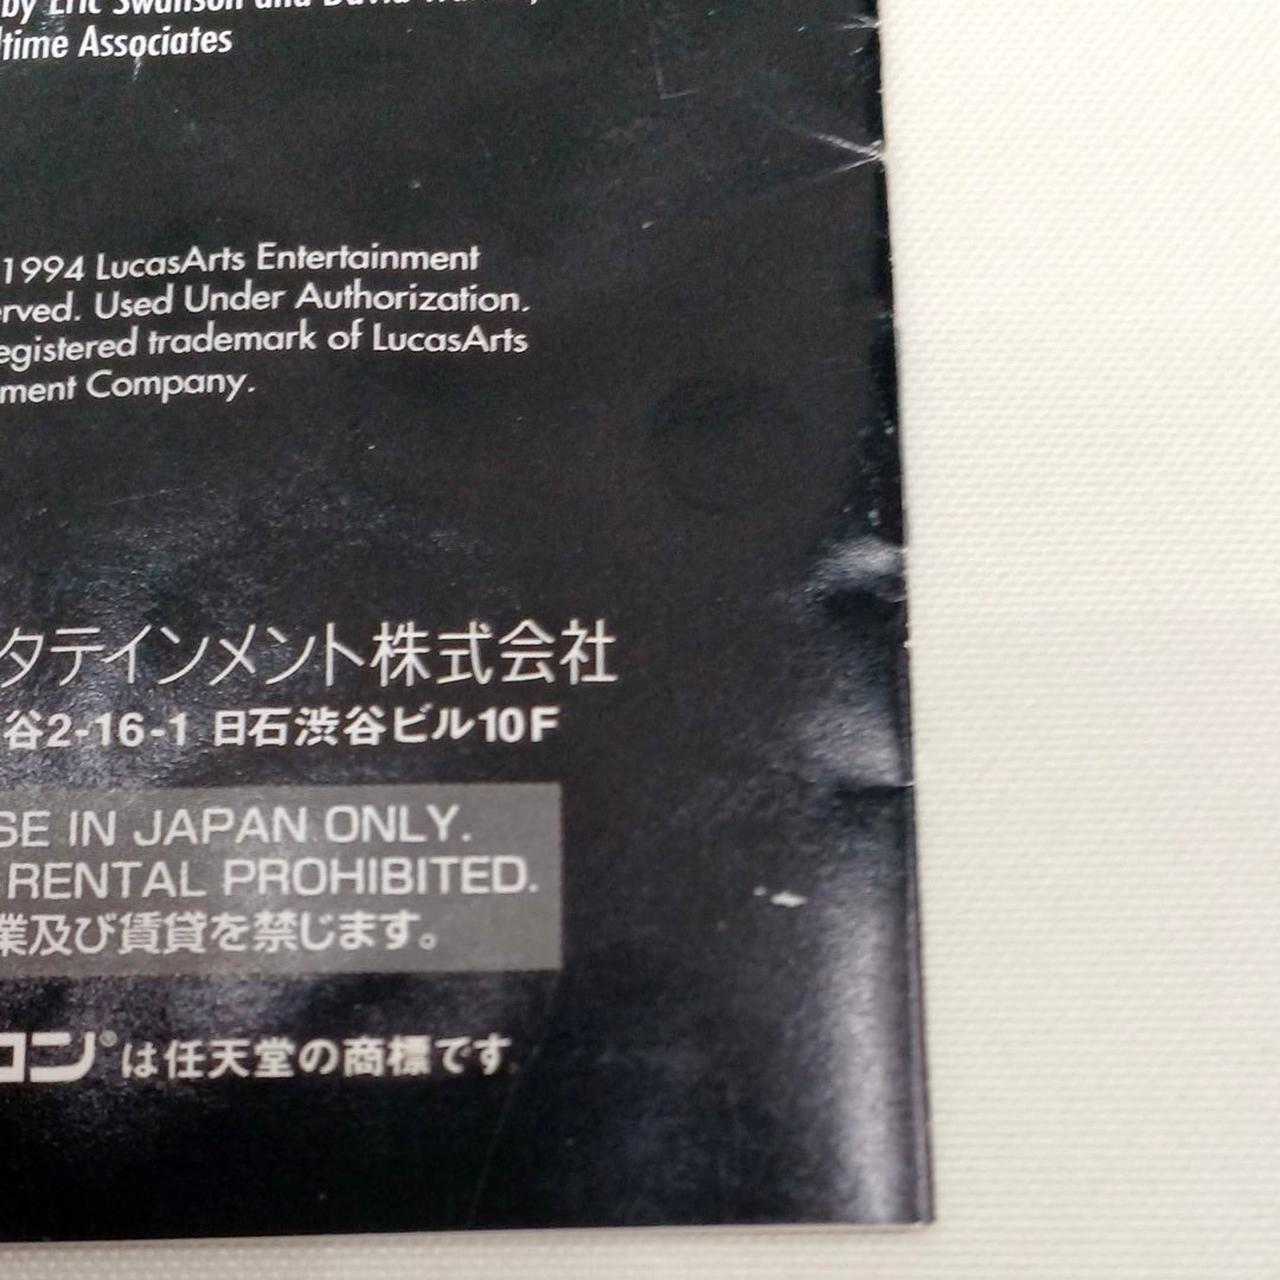 by Eric Swanson and David
ltime Associates
1994 LucasArts Entertainment
erved. Used Under Authorization.
egistered trademark of LucasArts
ment Company.
タテインメント株式会社
谷2-16-1 日石渋谷ビル10F
SE IN JAPAN ONLY.
RENTAL PROHIBITED.
業及び賃貸を禁じます。
コン®は任天堂の商標です